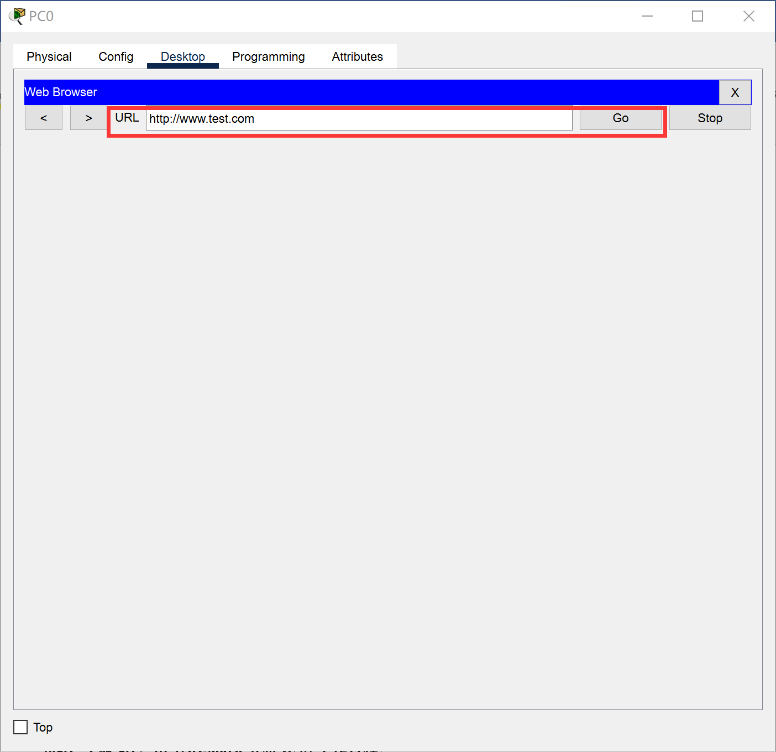 PC0
Physical Config Desktop Programming Attributes
Web Browser X
< > URL http://www.test.com Go Stop
Top